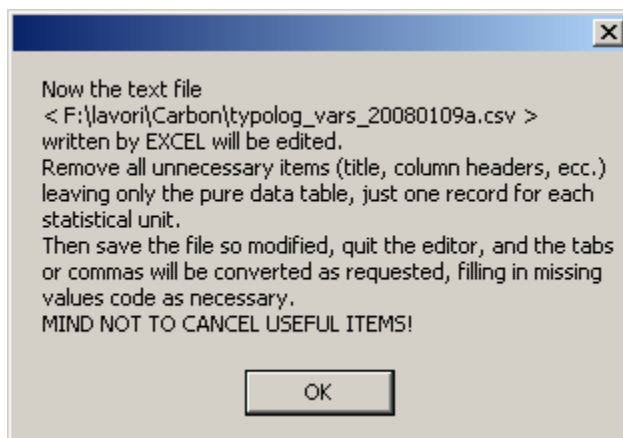 Now the text file
< F:\lavori\Carbon\typolog_vars_20080109a.csv >
written by EXCEL will be edited.
Remove all unnecessary items (title, column headers, ecc.)
leaving only the pure data table, just one record for each
statistical unit.
Then save the file so modified, quit the editor, and the tabs
or commas will be converted as requested, filling in missing
values code as necessary.
MIND NOT TO CANCEL USEFUL ITEMS!
OK